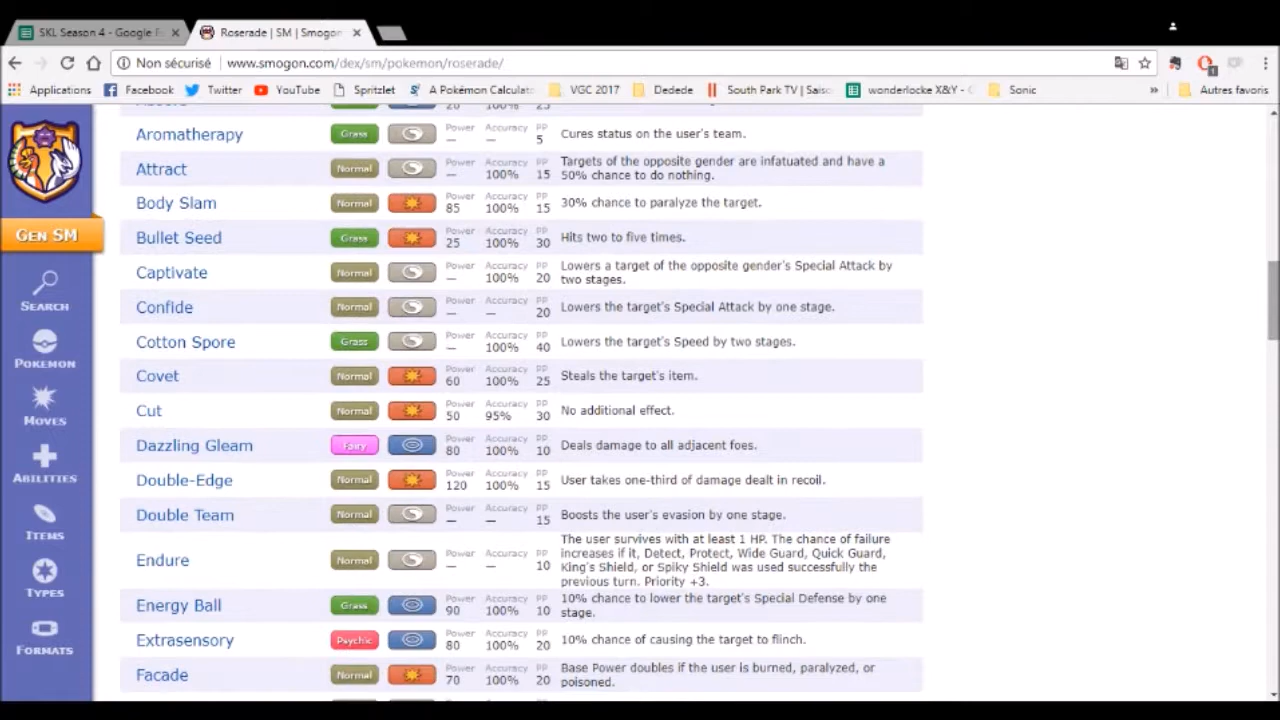 SKL Season 4 - Google F
Roserade | SM | Smogon
Non sécurisé www.smogon.com/dex/sm/pokemon/roserade/
Applications Facebook Twitter YouTube Spritzlet A Pokémon Calculat VGC 2017 Dedede South Park TV | Saiso wonderlocke X&Y - Sonic » Autres favoris
20 25
Aromatherapy Grass Power — Accuracy — PP 5 Cures status on the user's team.
Attract Normal Power — Accuracy 100% PP 15 Targets of the opposite gender are infatuated and have a
50% chance to do nothing.
Body Slam Normal Power 85 Accuracy 100% PP 15 30% chance to paralyze the target.
Bullet Seed Grass Power 25 Accuracy 100% PP 30 Hits two to five times.
Captivate Normal Power — Accuracy 100% PP 20 Lowers a target of the opposite gender's Special Attack by
two stages.
Confide Normal Power — Accuracy — PP 20 Lowers the target's Special Attack by one stage.
Cotton Spore Grass Power — Accuracy 100% PP 40 Lowers the target's Speed by two stages.
Covet Normal Power 60 Accuracy 100% PP 25 Steals the target's item.
Cut Normal Power 50 Accuracy 95% PP 30 No additional effect.
Dazzling Gleam Fairy Power 80 Accuracy 100% PP 10 Deals damage to all adjacent foes.
Double-Edge Normal Power 120 Accuracy 100% PP 15 User takes one-third of damage dealt in recoil.
Double Team Normal Power — Accuracy — PP 15 Boosts the user's evasion by one stage.
Endure Normal Power — Accuracy — PP 10 The user survives with at least 1 HP. The chance of failure
increases if it, Detect, Protect, Wide Guard, Quick Guard,
King's Shield, or Spiky Shield was used successfully the
previous turn. Priority +3.
Energy Ball Grass Power 90 Accuracy 100% PP 10 10% chance to lower the target's Special Defense by one
stage.
Extrasensory Psychic Power 80 Accuracy 100% PP 20 10% chance of causing the target to flinch.
Facade Normal Power 70 Accuracy 100% PP 20 Base Power doubles if the user is burned, paralyzed, or
poisoned.
GEN SM
SEARCH
POKEMON
MOVES
ABILITIES
ITEMS
TYPES
FORMATS